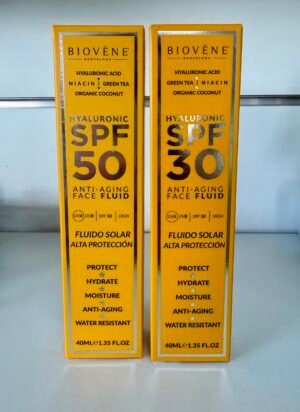 BIOVÈNE
BARCELONA
HYALURONIC ACID
NIACIN GREEN TEA
ORGANIC COCONUT
HYALURONIC
SPF
50
ANTI-AGING
FACE FLUID
UVA UVB SPF 50 HIGH
FLUIDO SOLAR
ALTA PROTECCIÓN
PROTECT
HYDRATE
MOISTURE
ANTI-AGING
WATER RESISTANT
40ML℮1.35 FL.OZ
BIOVÈNE
BARCELONA
HYALURONIC ACID
GREEN TEA NIACIN
ORGANIC COCONUT
HYALURONIC
SPF
30
ANTI-AGING
FACE FLUID
UVA UVB SPF 30 HIGH
FLUIDO SOLAR
ALTA PROTECCIÓN
PROTECT
HYDRATE
MOISTURE
ANTI-AGING
WATER RESISTANT
40ML℮1.35 FL.OZ